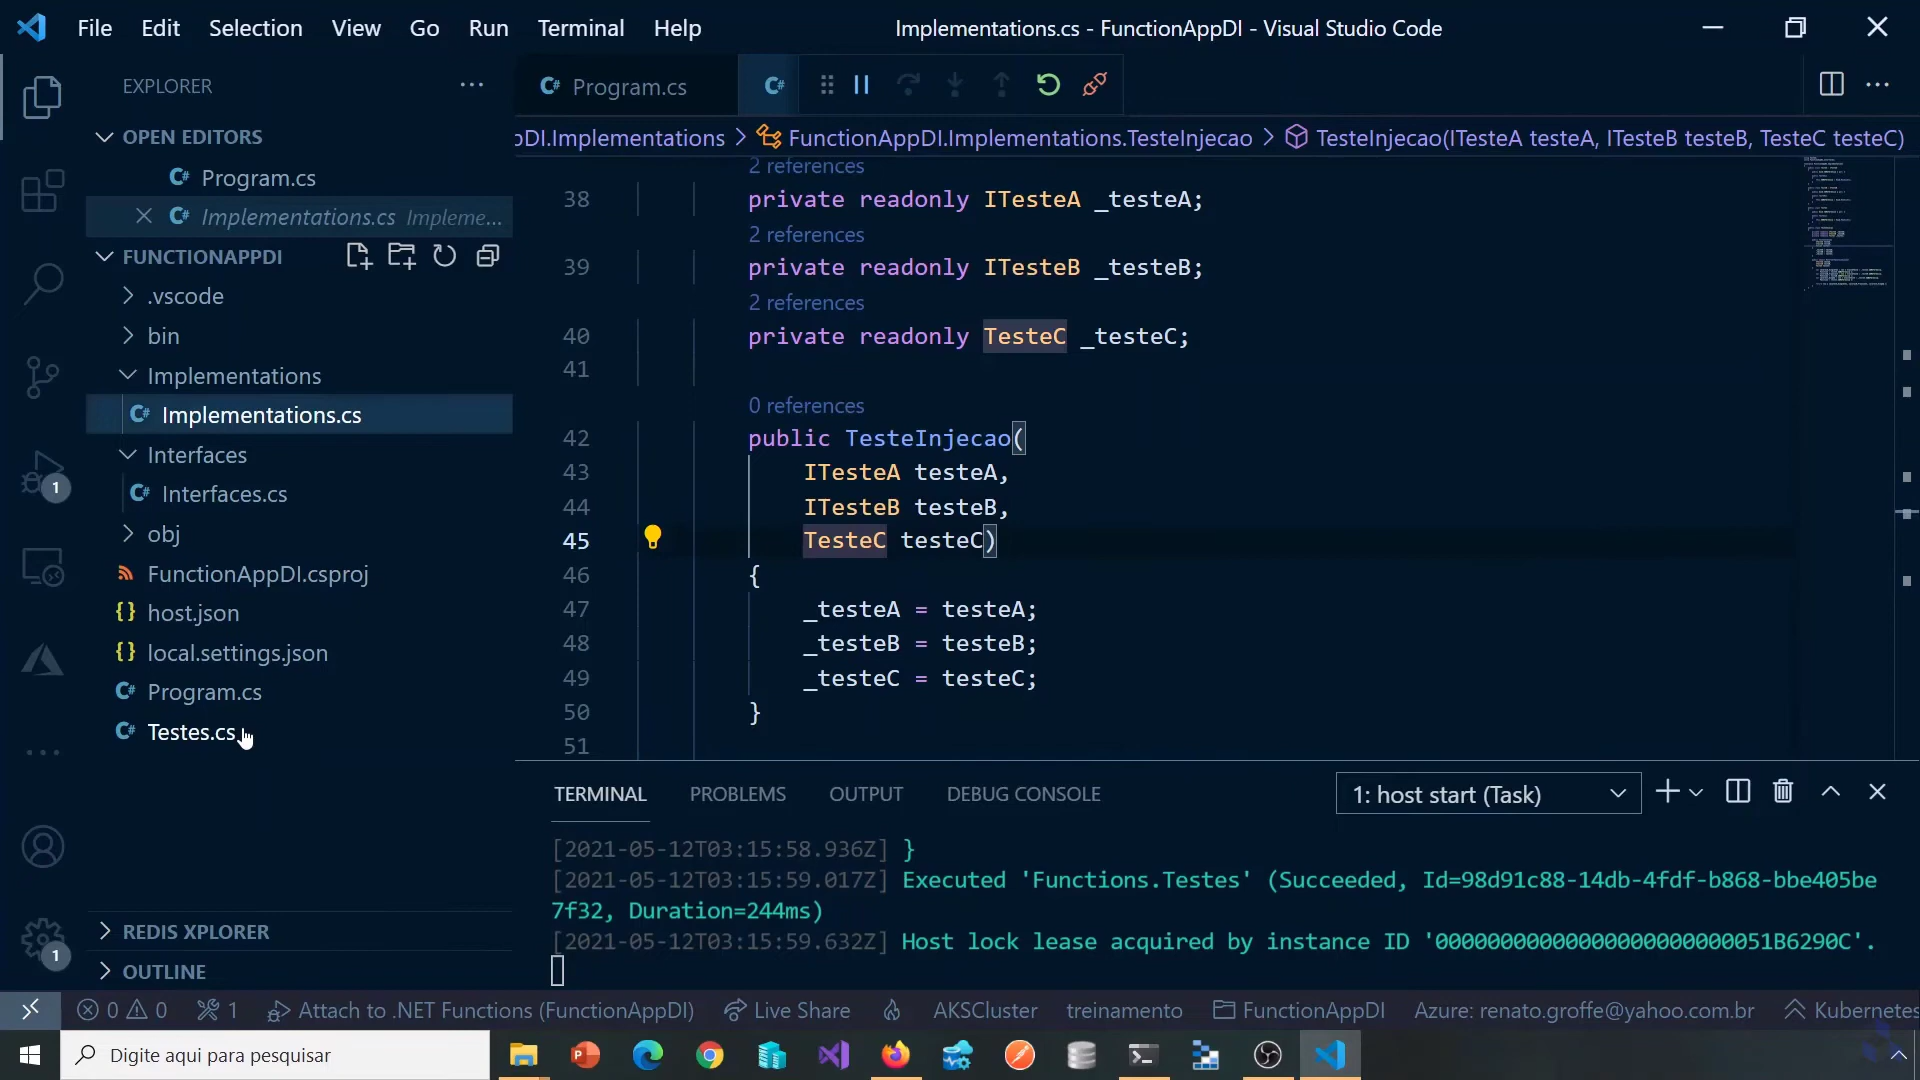 File Edit Selection View Go Run Terminal Help
Implementations.cs - FunctionAppDI - Visual Studio Code
EXPLORER
OPEN EDITORS
C# Program.cs
C# Implementations.cs Impleme...
FUNCTIONAPPDI
.vscode
bin
Implementations
C# Implementations.cs
Interfaces
C# Interfaces.cs
obj
FunctionAppDI.csproj
{} host.json
{} local.settings.json
C# Program.cs
C# Testes.cs
REDIS XPLORER
OUTLINE
1
1
C# Program.cs
C#
pDI.Implementations > FunctionAppDI.Implementations.TesteInjecao > TesteInjecao(ITesteA testeA, ITesteB testeB, TesteC testeC)
2 references
38 private readonly ITesteA _testeA;
2 references
39 private readonly ITesteB _testeB;
2 references
40 private readonly TesteC _testeC;
41
0 references
42 public TesteInjecao(
43 ITesteA testeA,
44 ITesteB testeB,
45 TesteC testeC)
46 {
47 _testeA = testeA;
48 _testeB = testeB;
49 _testeC = testeC;
50 }
51
TERMINAL PROBLEMS OUTPUT DEBUG CONSOLE
1: host start (Task)
[2021-05-12T03:15:58.936Z] }
[2021-05-12T03:15:59.017Z] Executed 'Functions.Testes' (Succeeded, Id=98d91c88-14db-4fdf-b868-bbe405be
7f32, Duration=244ms)
[2021-05-12T03:15:59.632Z] Host lock lease acquired by instance ID '000000000000000000000000051B6290C'.
0 0 1 Attach to .NET Functions (FunctionAppDI) Live Share AKSCluster treinamento FunctionAppDI Azure: renato.groffe@yahoo.com.br Kubernetes
Digite aqui para pesquisar